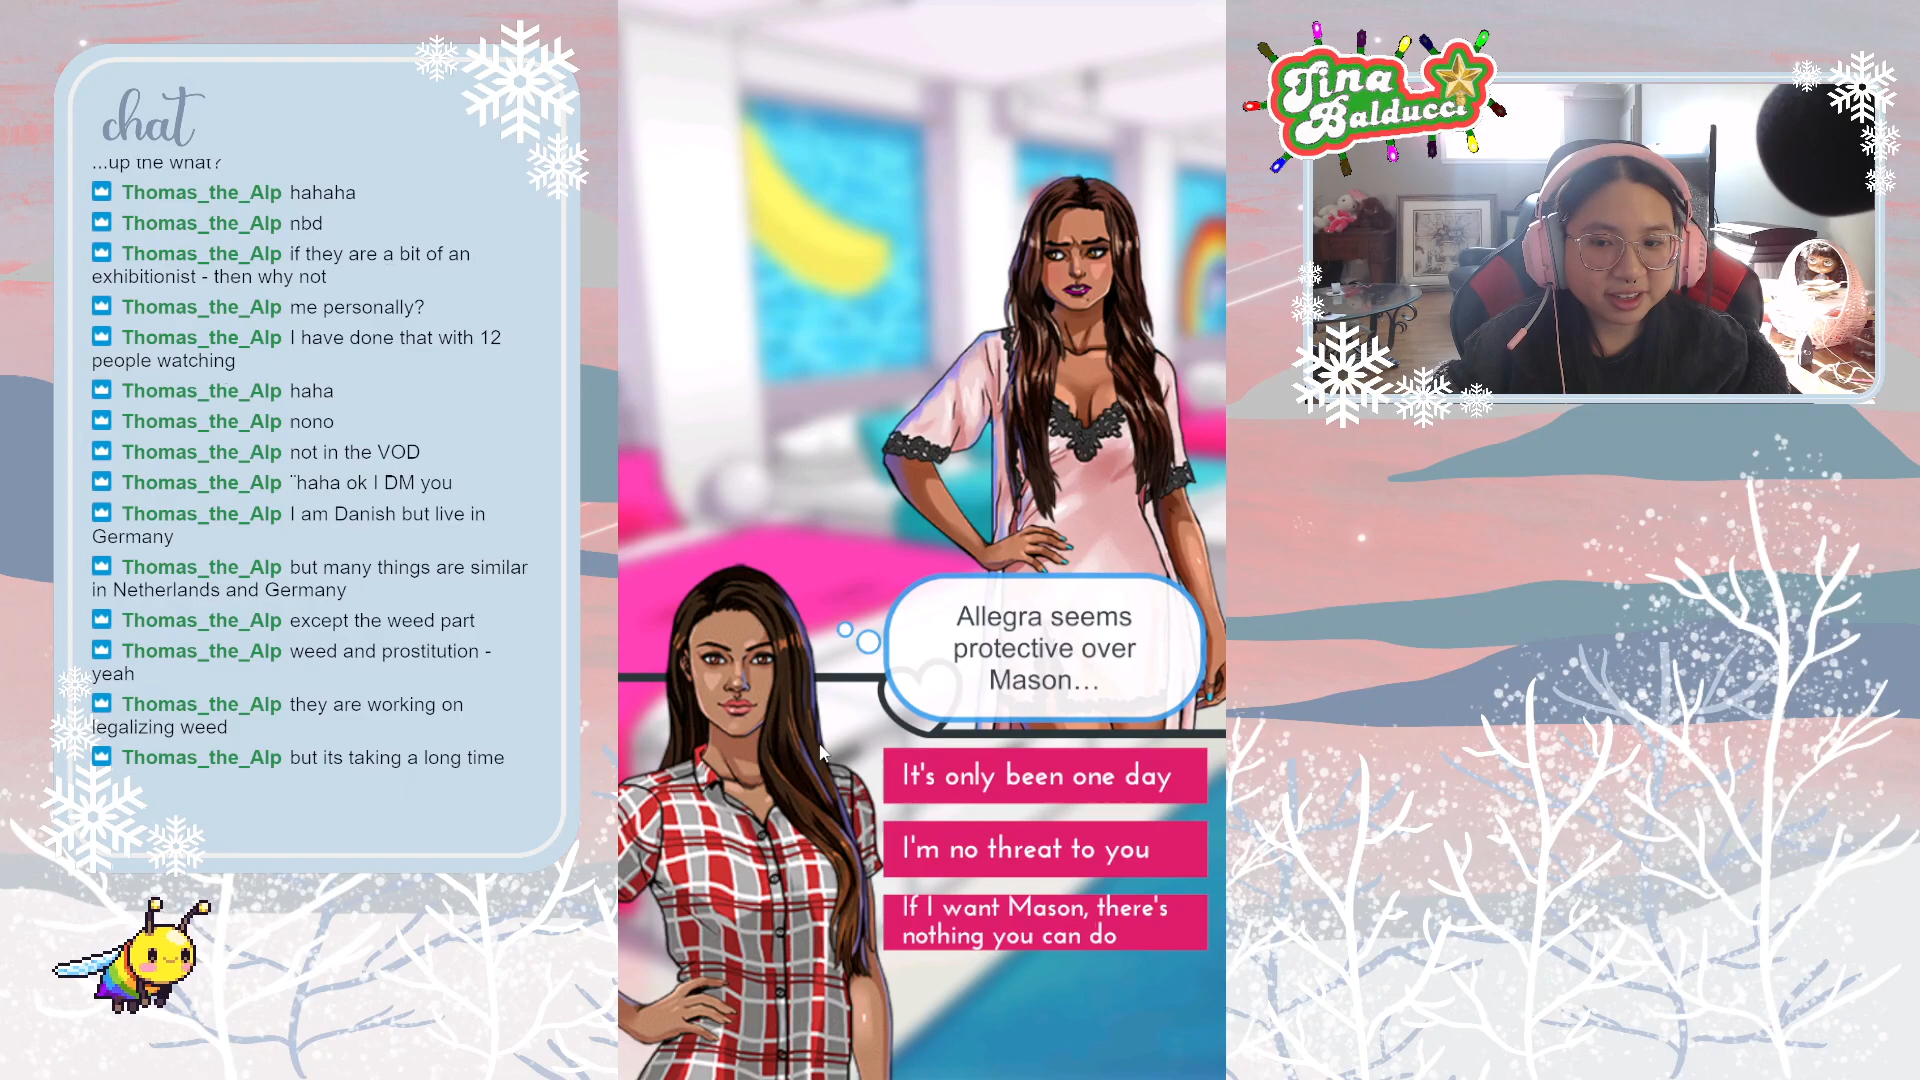 chat
...up the what?
Thomas_the_Alp hahaha
Thomas_the_Alp nbd
Thomas_the_Alp if they are a bit of an
exhibitionist - then why not
Thomas_the_Alp me personally?
Thomas_the_Alp I have done that with 12
people watching
Thomas_the_Alp haha
Thomas_the_Alp nono
Thomas_the_Alp not in the VOD
Thomas_the_Alp ¨haha ok I DM you
Thomas_the_Alp I am Danish but live in
Germany
Thomas_the_Alp but many things are similar
in Netherlands and Germany
Thomas_the_Alp except the weed part
Thomas_the_Alp weed and prostitution -
yeah
Thomas_the_Alp they are working on
legalizing weed
Thomas_the_Alp but its taking a long time
Allegra seems
protective over
Mason...
It's only been one day
I'm no threat to you
If I want Mason, there's
nothing you can do
Tina
Balducci